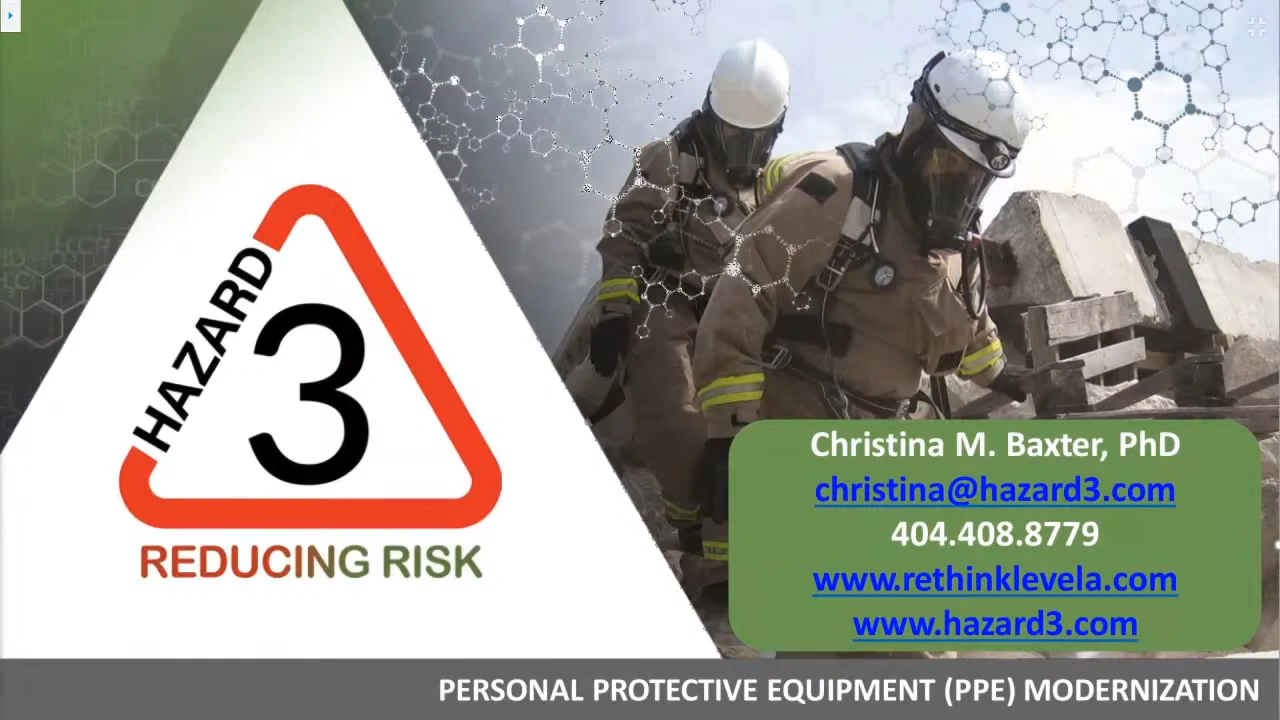 HAZARD
3
REDUCING RISK
Christina M. Baxter, PhD
christina@hazard3.com
404.408.8779
www.rethinklevela.com
www.hazard3.com
PERSONAL PROTECTIVE EQUIPMENT (PPE) MODERNIZATION